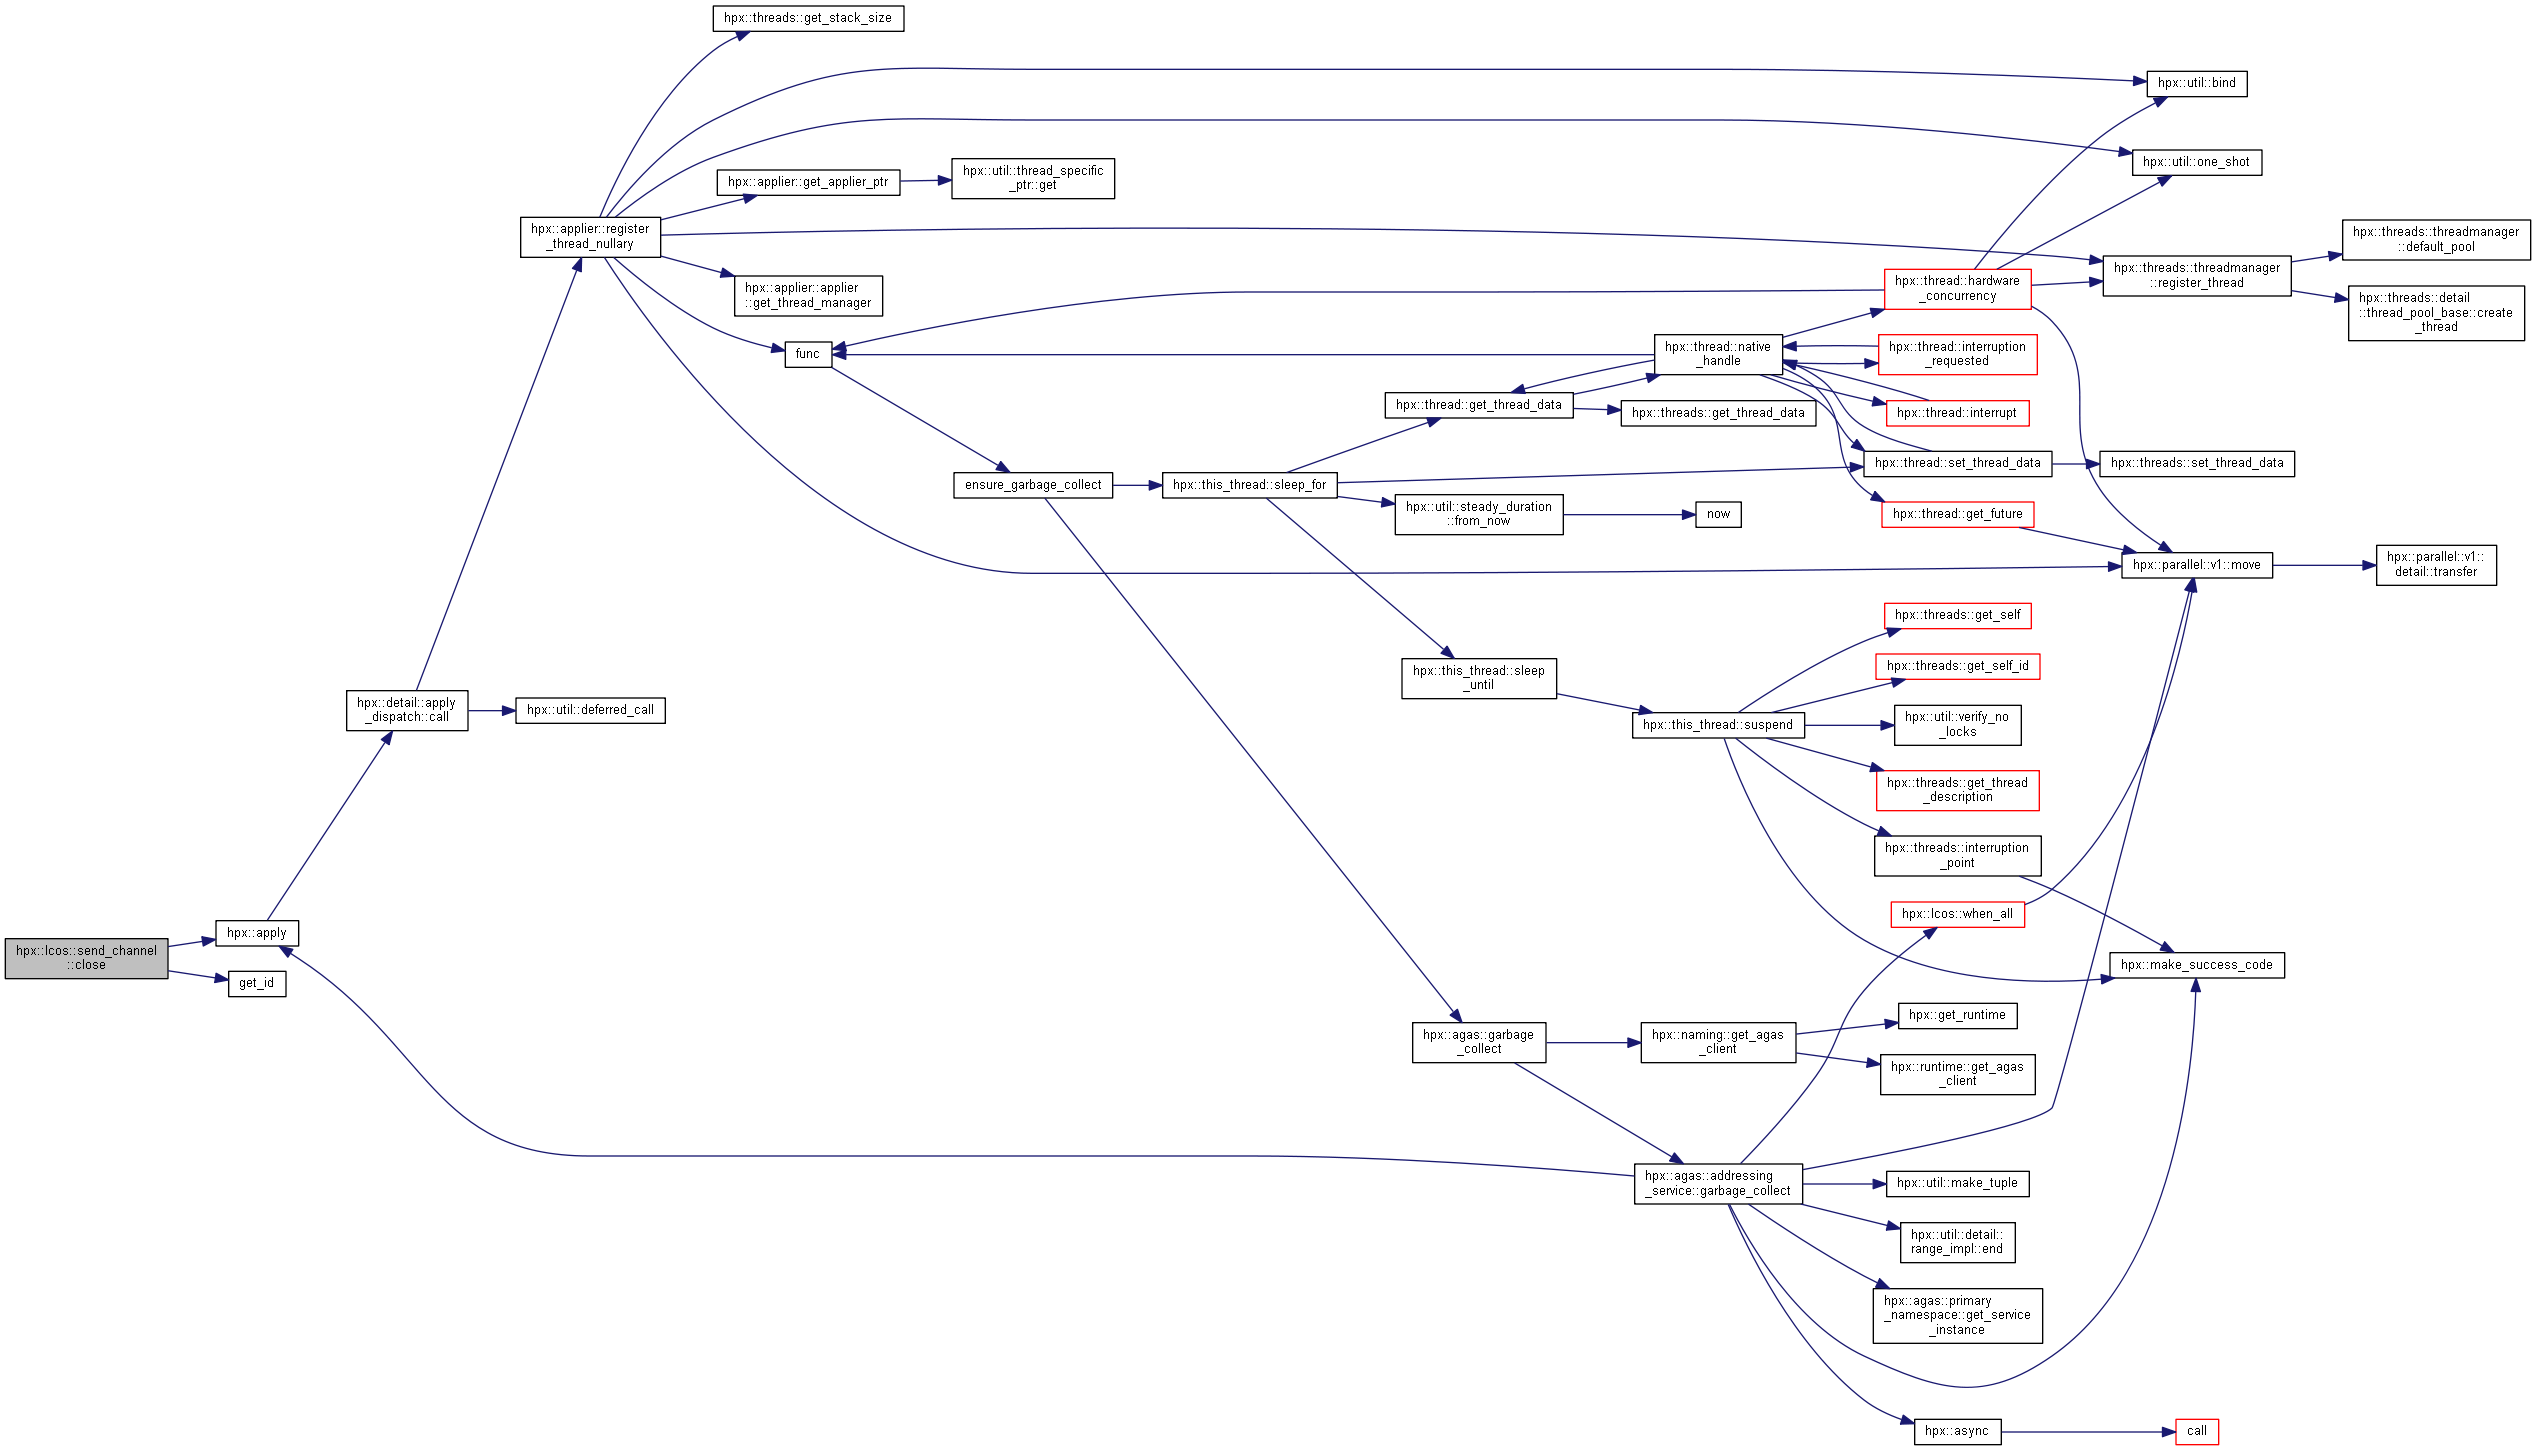 hpx::threads::get_stack_size
hpx::util::bind
hpx::util::one_shot
hpx::applier::get_applier_ptr
hpx::util::thread_specific
_ptr::get
hpx::applier::register
_thread_nullary
hpx::threads::threadmanager
::default_pool
hpx::threads::threadmanager
::register_thread
hpx::thread::hardware
_concurrency
hpx::applier::applier
::get_thread_manager
hpx::threads::detail
::thread_pool_base::create
_thread
func
hpx::thread::native
_handle
hpx::thread::interruption
_requested
hpx::thread::get_thread_data
hpx::threads::get_thread_data
hpx::thread::interrupt
hpx::thread::set_thread_data
hpx::threads::set_thread_data
ensure_garbage_collect
hpx::this_thread::sleep_for
hpx::util::steady_duration
::from_now
now
hpx::thread::get_future
hpx::parallel::v1::move
hpx::parallel::v1::
detail::transfer
hpx::threads::get_self
hpx::this_thread::sleep
_until
hpx::threads::get_self_id
hpx::detail::apply
_dispatch::call
hpx::util::deferred_call
hpx::this_thread::suspend
hpx::util::verify_no
_locks
hpx::threads::get_thread
_description
hpx::threads::interruption
_point
hpx::lcos::when_all
hpx::apply
hpx::lcos::send_channel
::close
get_id
hpx::make_success_code
hpx::agas::garbage
_collect
hpx::naming::get_agas
_client
hpx::get_runtime
hpx::runtime::get_agas
_client
hpx::agas::addressing
_service::garbage_collect
hpx::util::make_tuple
hpx::util::detail::
range_impl::end
hpx::agas::primary
_namespace::get_service
_instance
hpx::async
call